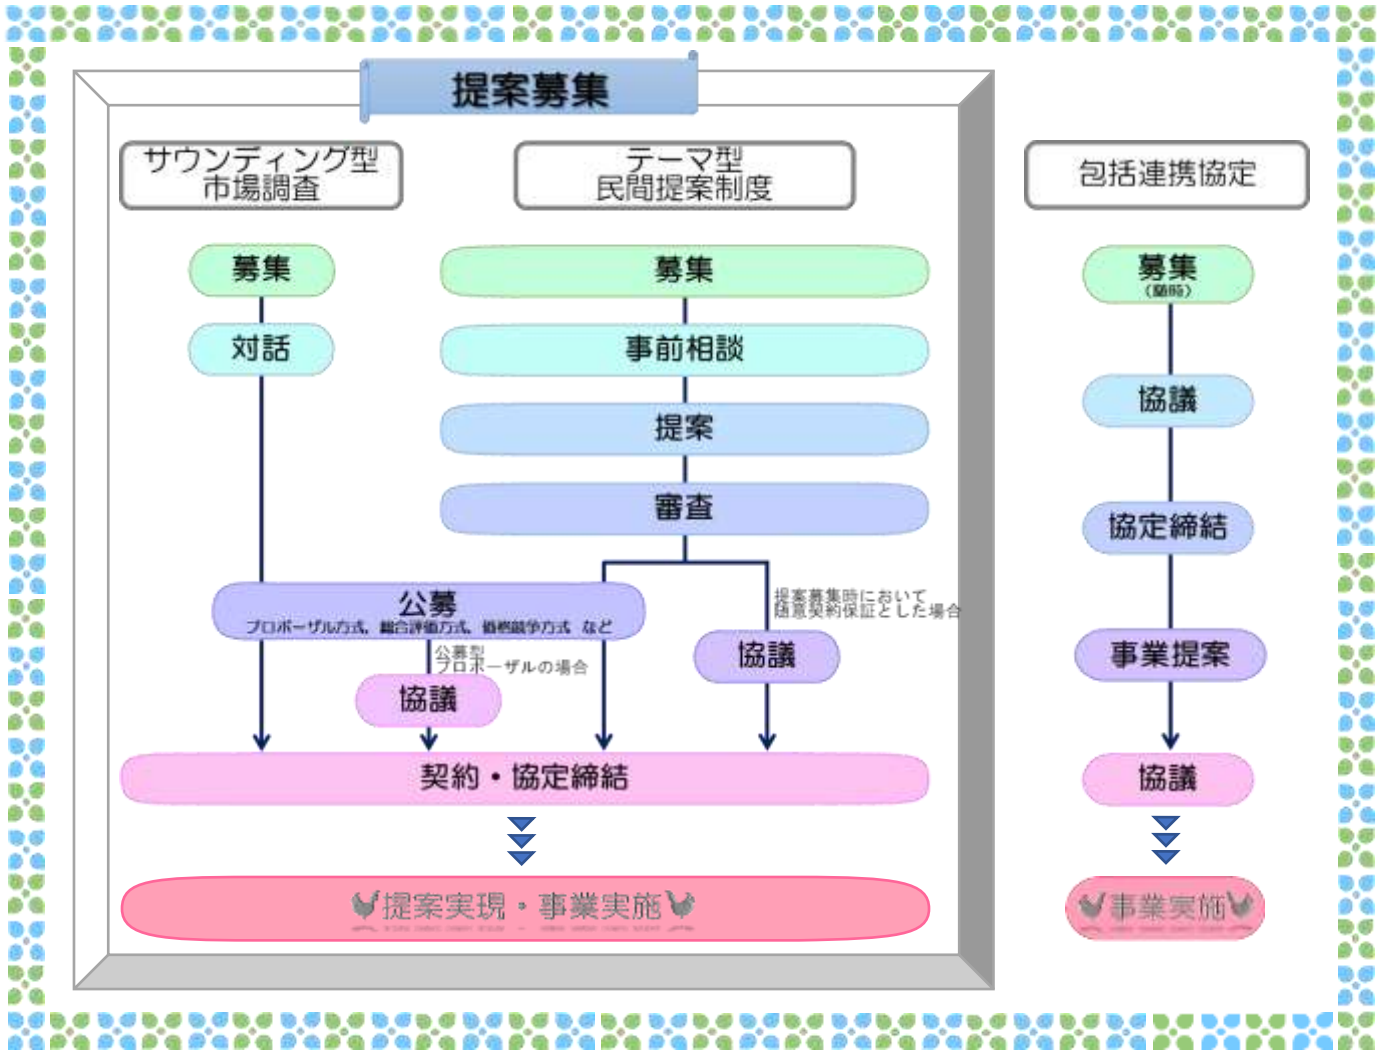 提案募集
サウンディング型
市場調査
募集
対話
テーマ型
民間提案制度
募集
事前相談
提案
審査
公募
プロポーザル方式、総合評価方式、価格競争方式 など
公募型
プロポーザルの場合
協議
提案募集時において
随意契約保証とした場合
協議
契約・協定締結
提案実現・事業実施
包括連携協定
募集
（随時）
協議
協定締結
事業提案
協議
事業実施